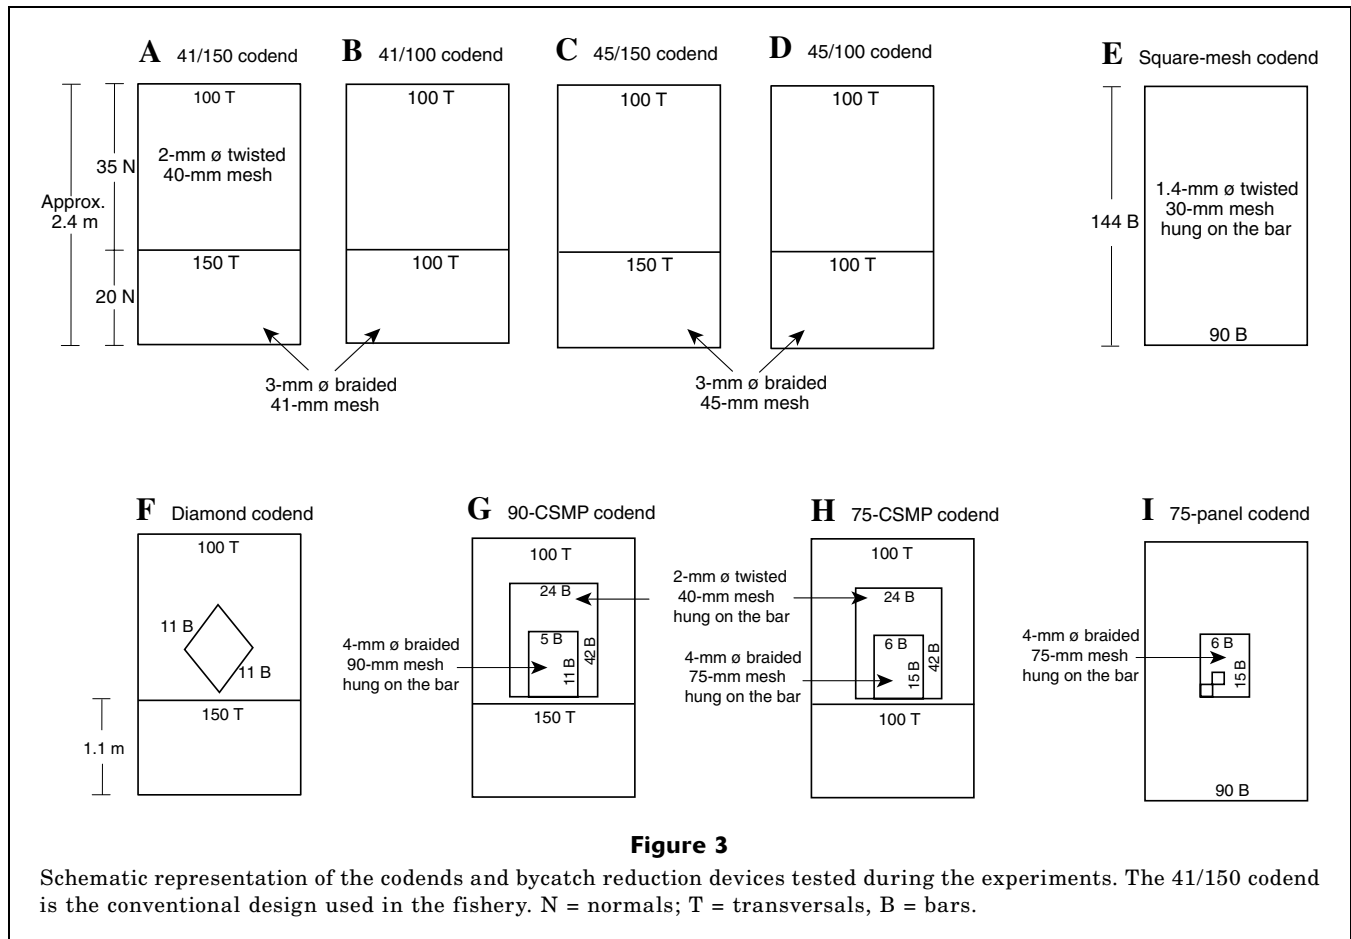 A 41/150 codend
100 T
2-mm ø twisted
40-mm mesh
35 N
Approx.
2.4 m
150 T
20 N
B 41/100 codend
100 T
100 T
3-mm ø braided
41-mm mesh
C 45/150 codend
100 T
150 T
D 45/100 codend
100 T
100 T
3-mm ø braided
45-mm mesh
E Square-mesh codend
1.4-mm ø twisted
30-mm mesh
hung on the bar
144 B
90 B
F Diamond codend
100 T
11 B
11 B
150 T
1.1 m
G 90-CSMP codend
100 T
24 B
5 B
11 B
42 B
4-mm ø braided
90-mm mesh
hung on the bar
150 T
2-mm ø twisted
40-mm mesh
hung on the bar
H 75-CSMP codend
100 T
24 B
6 B
15 B
42 B
4-mm ø braided
75-mm mesh
hung on the bar
100 T
I 75-panel codend
4-mm ø braided
75-mm mesh
hung on the bar
6 B
15 B
90 B
Figure 3
Schematic representation of the codends and bycatch reduction devices tested during the experiments. The 41/150 codend
is the conventional design used in the fishery. N = normals; T = transversals, B = bars.